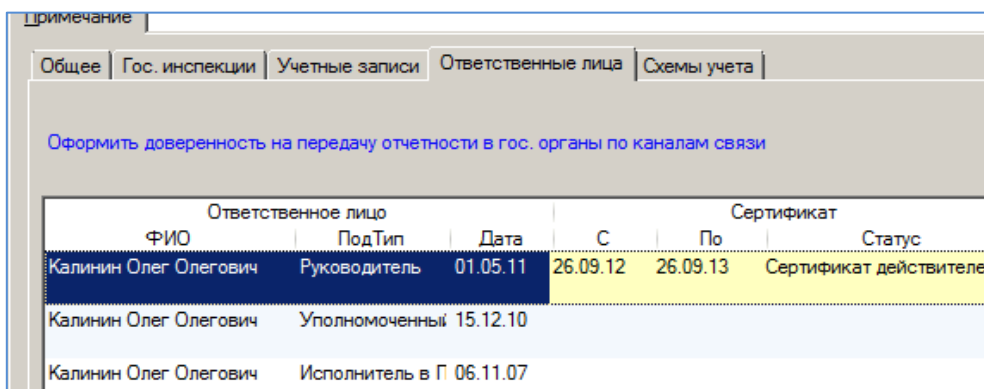 Примечание
Общее Гос. инспекции Учетные записи Ответственные лица Схемы учета
Оформить доверенность на передачу отчетности в гос. органы по каналам связи
Ответственное лицо Сертификат
ФИО ПодТип Дата С По Статус
Калинин Олег Олегович Руководитель 01.05.11 26.09.12 26.09.13 Сертификат действителе
Калинин Олег Олегович Уполномоченный 15.12.10
Калинин Олег Олегович Исполнитель в П 06.11.07